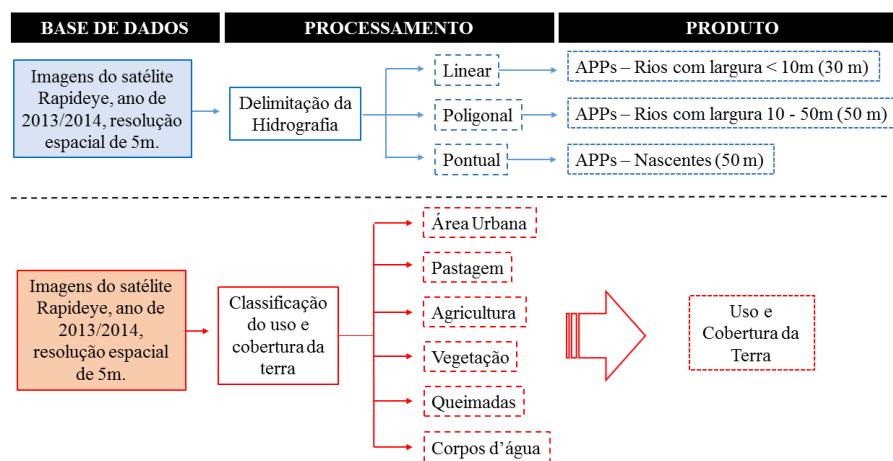 BASE DE DADOS
PROCESSAMENTO
PRODUTO
Imagens do satélite
Rapideye, ano de
2013/2014, resolução
espacial de 5m.
Delimitação da
Hidrografia
Linear
Poligonal
Pontual
APPs – Rios com largura < 10m (30 m)
APPs – Rios com largura 10 - 50m (50 m)
APPs – Nascentes (50 m)
Imagens do satélite
Rapideye, ano de
2013/2014,
resolução espacial
de 5m.
Classificação
do uso e
cobertura da
terra
Área Urbana
Pastagem
Agricultura
Vegetação
Queimadas
Corpos d’água
Uso e
Cobertura da
Terra